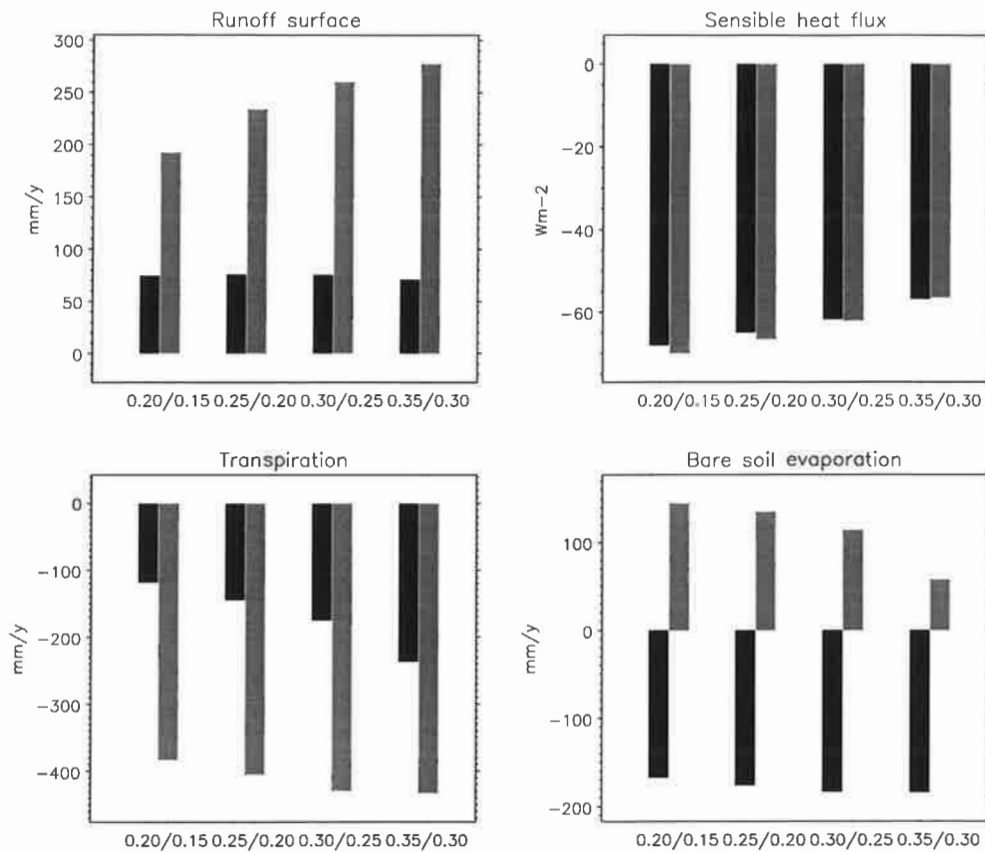 Runoff surface
300
250
200
150
100
50
0
mm/y
0.20/0.15 0.25/0.20 0.30/0.25 0.35/0.30
Sensible heat flux
0
-20
-40
-60
Wm-2
0.20/0.15 0.25/0.20 0.30/0.25 0.35/0.30
Transpiration
0
-100
-200
-300
-400
mm/y
0.20/0.15 0.25/0.20 0.30/0.25 0.35/0.30
Bare soil evaporation
100
0
-100
-200
mm/y
0.20/0.15 0.25/0.20 0.30/0.25 0.35/0.30